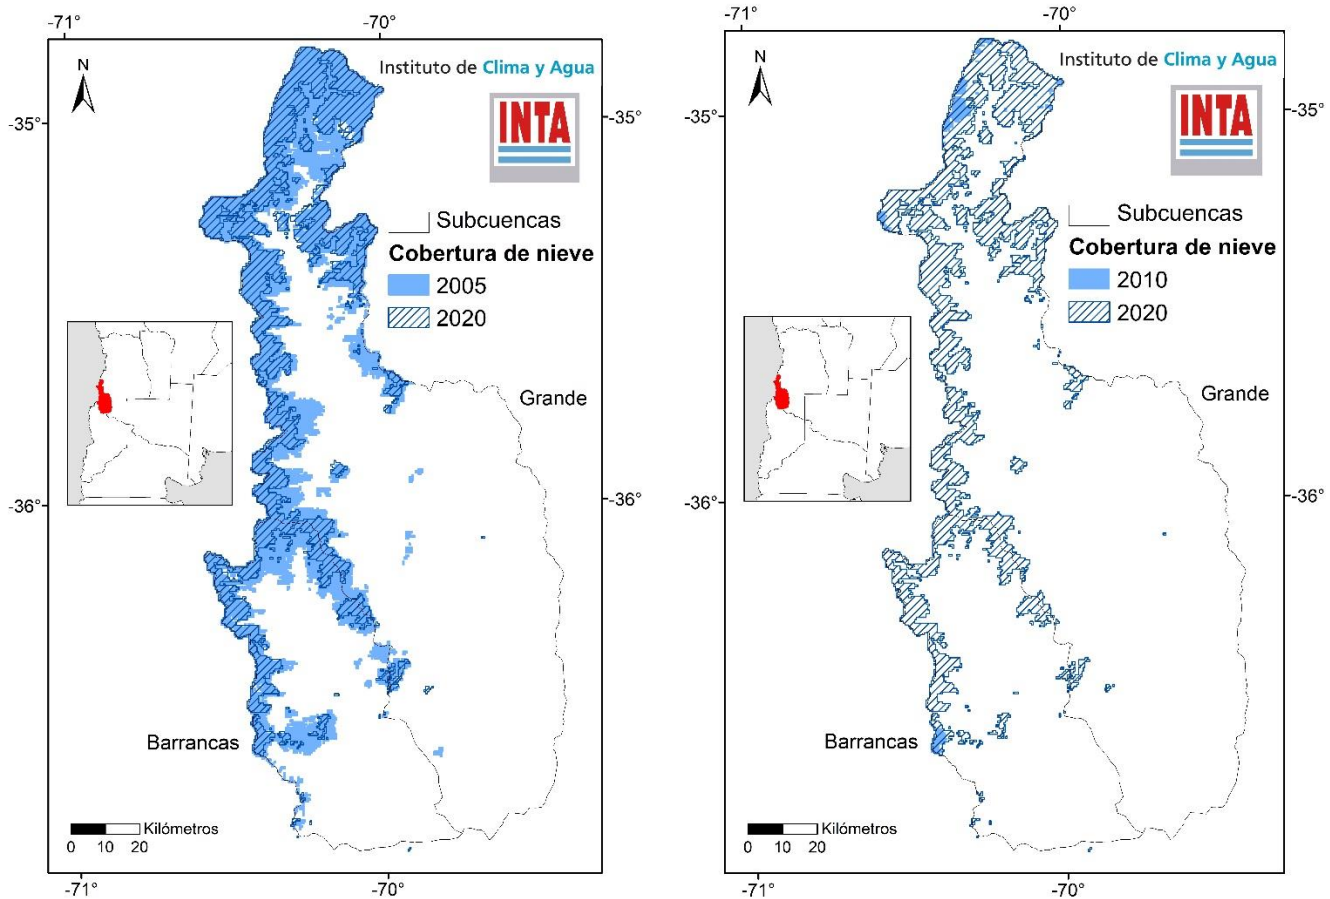 -71°
-70°
N
Instituto de Clima y Agua
INTA
-35°
-35°
Subcuencas
Cobertura de nieve
2005
2020
Grande
-36°
-36°
Barrancas
Kilómetros
0 10 20
-71°
-70°
-71°
-70°
N
Instituto de Clima y Agua
INTA
-35°
-35°
Subcuencas
Cobertura de nieve
2010
2020
Grande
-36°
-36°
Barrancas
Kilómetros
0 10 20
-71°
-70°